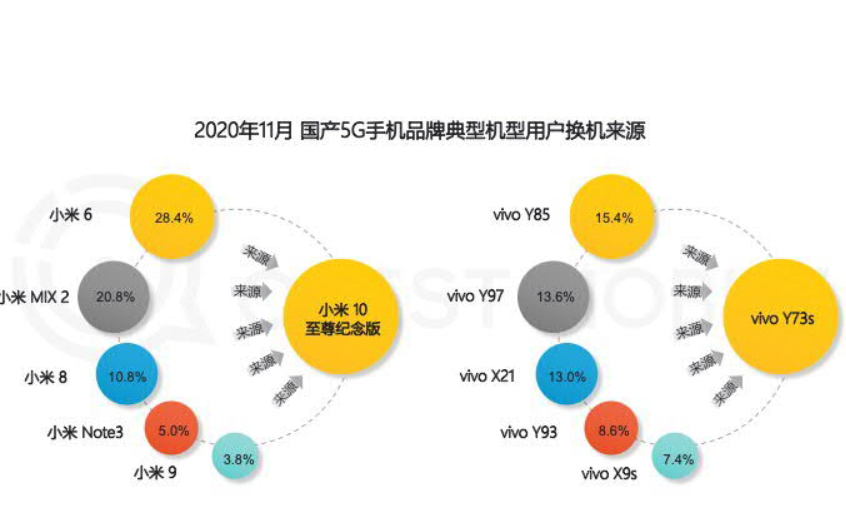 2020年11月 国产5G手机品牌典型机型用户换机来源
小米 6
28.4%
小米 MIX 2
20.8%
小米 8
10.8%
小米 Note3
5.0%
小米 9
3.8%
来源
来源
来源
来源
来源
小米 10
至尊纪念版
vivo Y85
15.4%
vivo Y97
13.6%
vivo X21
13.0%
vivo Y93
8.6%
vivo X9s
7.4%
来源
来源
来源
来源
来源
vivo Y73s